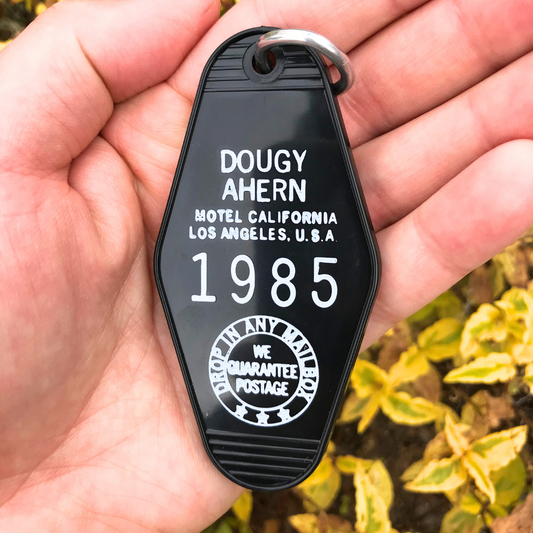 DOUGY
AHERN
MOTEL CALIFORNIA
LOS ANGELES, U.S.A.
1985
DROP IN ANY MAILBOX
WE
GUARANTEE
POSTAGE